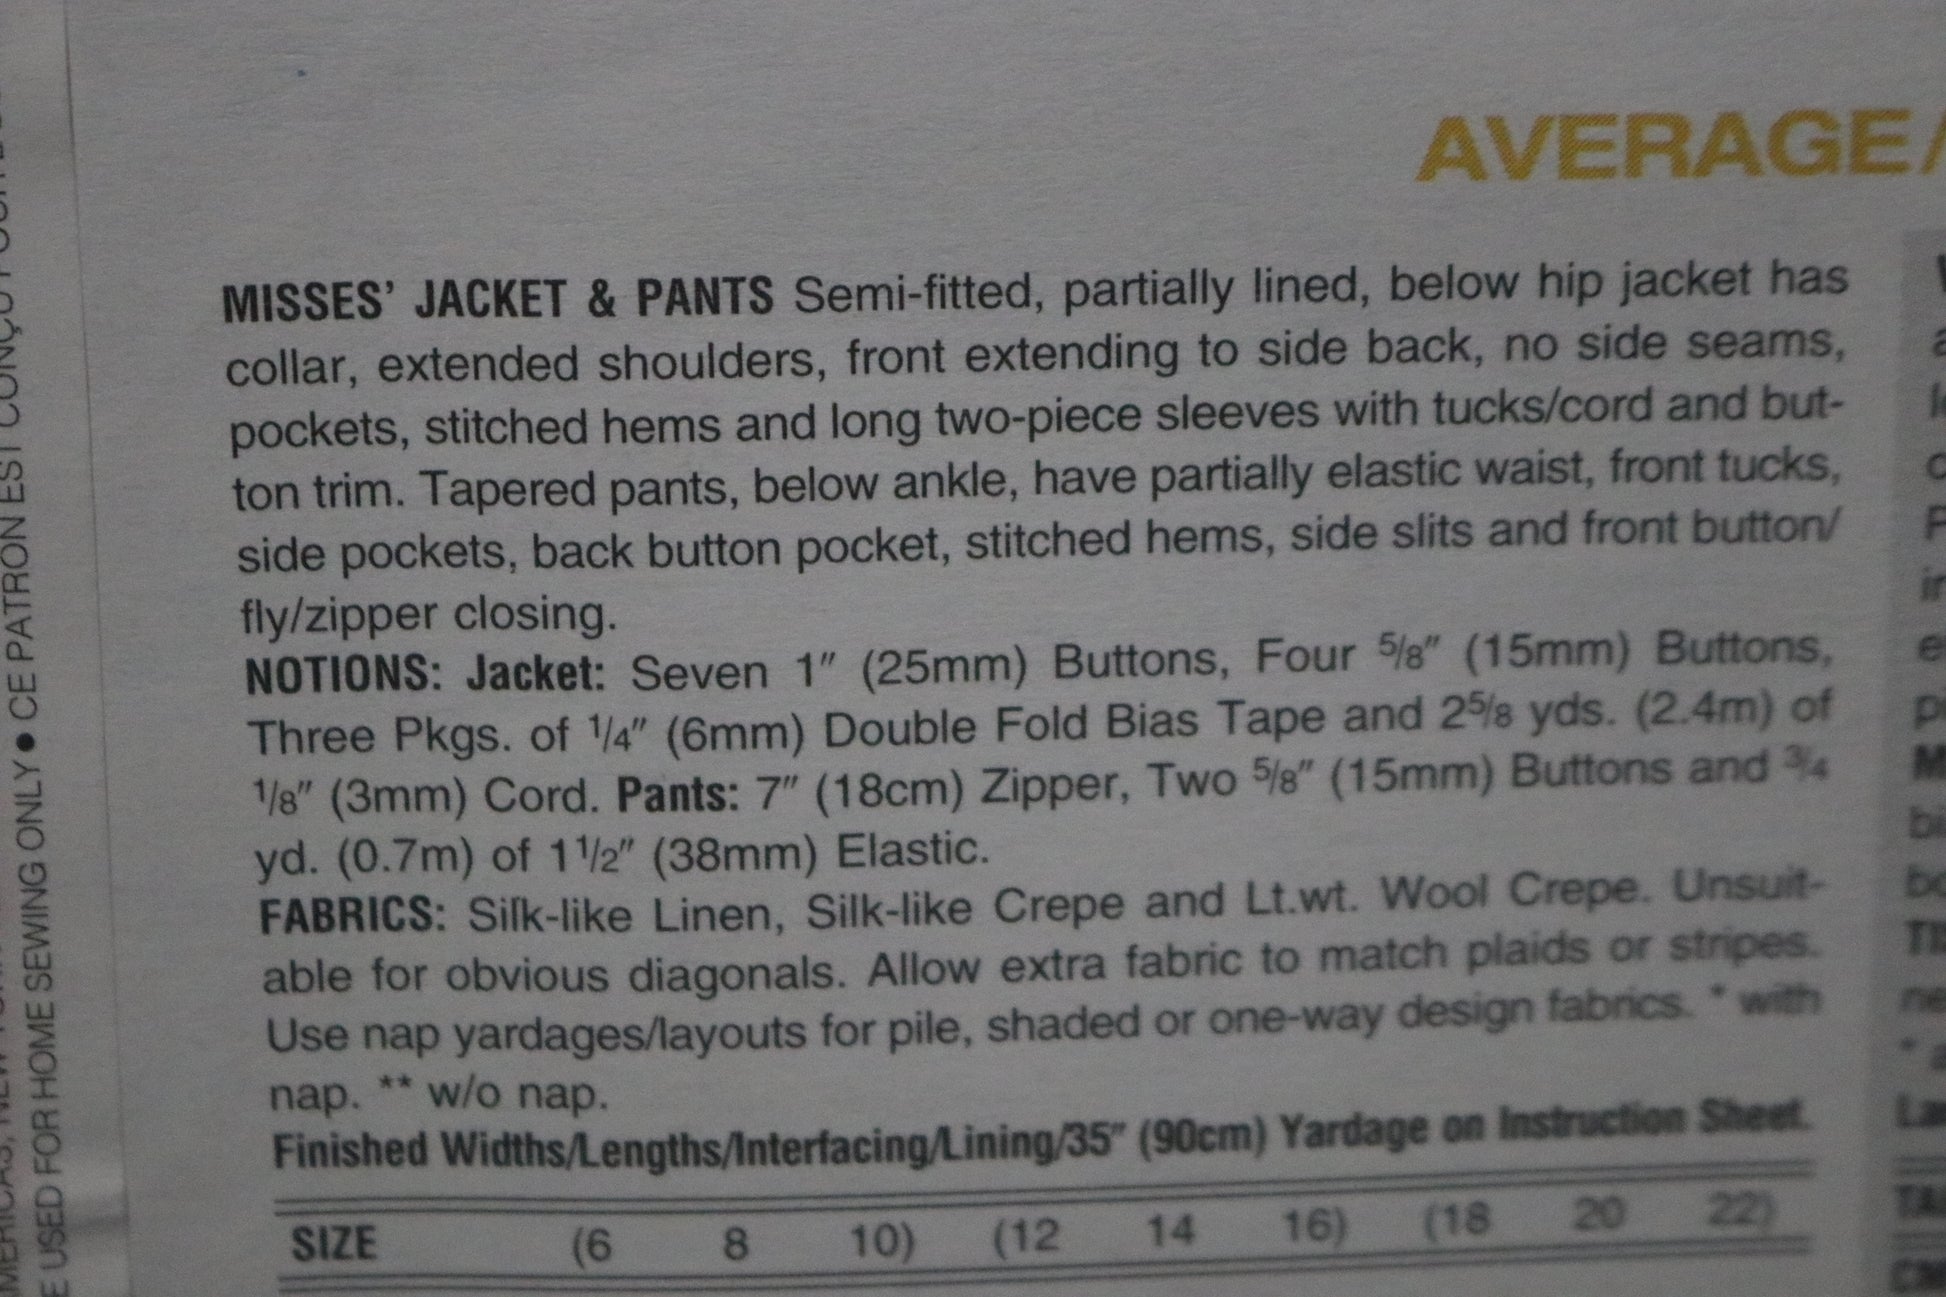 AVERAGE/
MISSES' JACKET & PANTS Semi-fitted, partially lined, below hip jacket has
collar, extended shoulders, front extending to side back, no side seams,
pockets, stitched hems and long two-piece sleeves with tucks/cord and but-
ton trim. Tapered pants, below ankle, have partially elastic waist, front tucks,
side pockets, back button pocket, stitched hems, side slits and front button/
fly/zipper closing.
NOTIONS: Jacket: Seven 1″ (25mm) Buttons, Four 5/8″ (15mm) Buttons,
Three Pkgs. of 1/4″ (6mm) Double Fold Bias Tape and 2 5/8 yds. (2.4m) of
1/8″ (3mm) Cord. Pants: 7″ (18cm) Zipper, Two 5/8″ (15mm) Buttons and 3/4
yd. (0.7m) of 1 1/2″ (38mm) Elastic.
FABRICS: Silk-like Linen, Silk-like Crepe and Lt.wt. Wool Crepe. Unsuit-
able for obvious diagonals. Allow extra fabric to match plaids or stripes.
Use nap yardages/layouts for pile, shaded or one-way design fabrics. * with
nap. ** w/o nap.
Finished Widths/Lengths/Interfacing/Lining/35″ (90cm) Yardage on Instruction Sheet.
SIZE (6 8 10) (12 14 16) (18 20 22)
USED FOR HOME SEWING ONLY • CE PATRON EST CONÇU